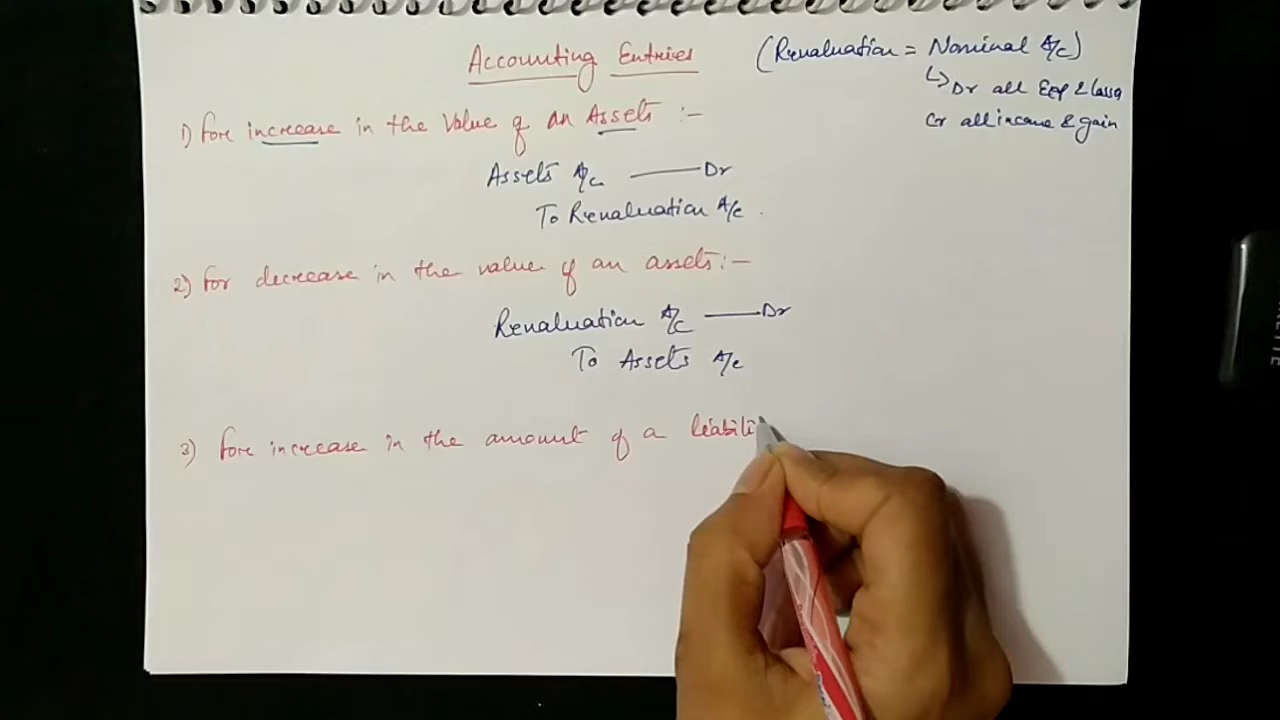 Accounting Entries
(Revaluation = Nominal A/c)
↳ Dr all Exp & Losses
Cr all income & gain
1) For increase in the Value of an Assets :-
Assets A/c —— Dr
To Revaluation A/c.
2) For decrease in the value of an assets :-
Revaluation A/c —— Dr
To Assets A/c
3) For increase in the amount of a liabili